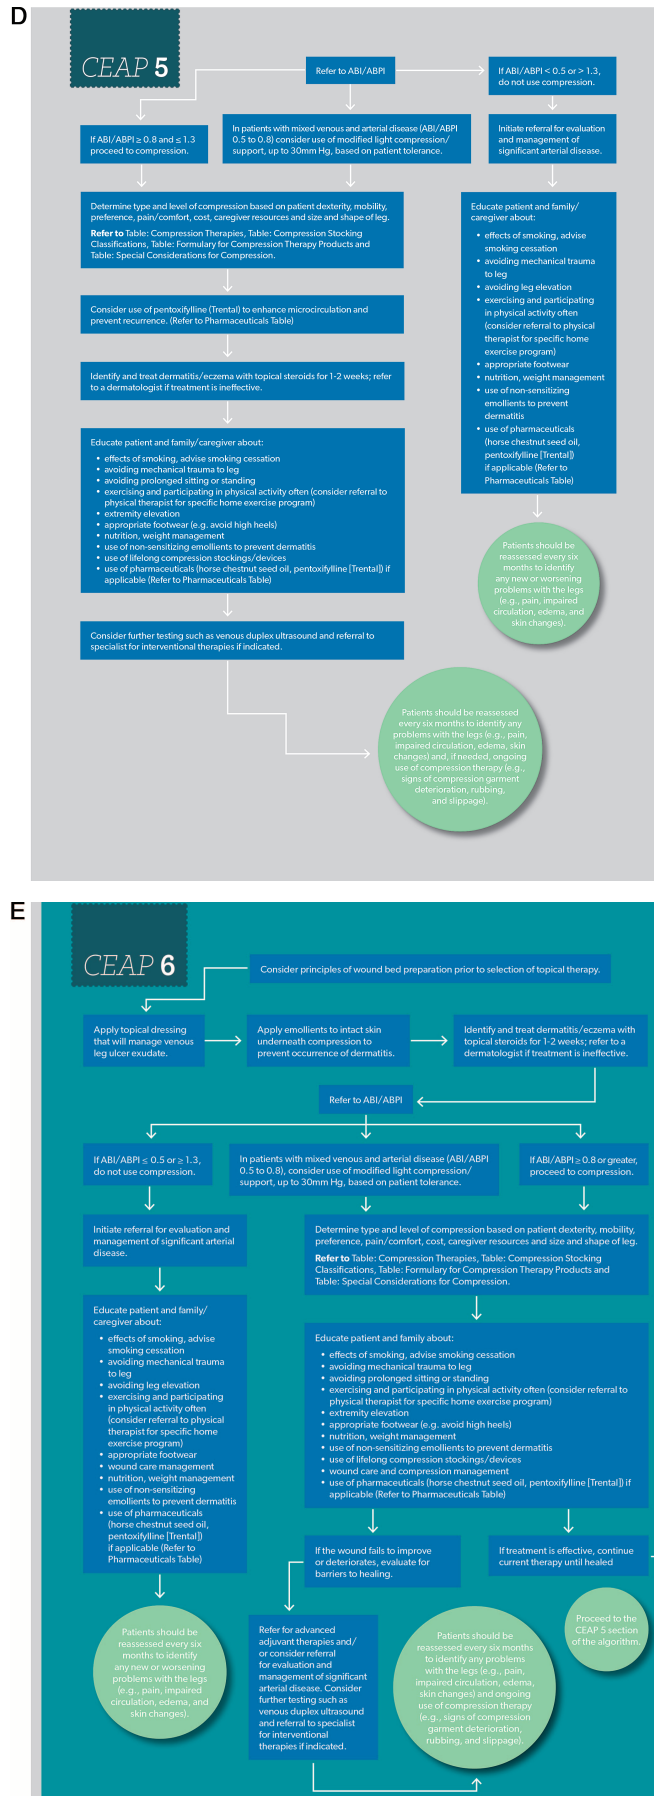 D
CEAP 5
Refer to ABI/ABPI
If ABI/ABPI < 0.5 or > 1.3,
do not use compression.
If ABI/ABPI ≥ 0.8 and ≤ 1.3
proceed to compression.
In patients with mixed venous and arterial disease (ABI/ABPI
0.5 to 0.8) consider use of modified light compression/
support, up to 30mm Hg, based on patient tolerance.
Initiate referral for evaluation
and management of
significant arterial disease.
Determine type and level of compression based on patient dexterity, mobility,
preference, pain/comfort, cost, caregiver resources and size and shape of leg.
Refer to Table: Compression Therapies, Table: Compression Stocking
Classifications, Table: Formulary for Compression Therapy Products and
Table: Special Considerations for Compression.
Consider use of pentoxifylline (Trental) to enhance microcirculation and
prevent recurrence. (Refer to Pharmaceuticals Table)
Identify and treat dermatitis/eczema with topical steroids for 1-2 weeks; refer
to a dermatologist if treatment is ineffective.
Educate patient and family/caregiver about:
• effects of smoking, advise smoking cessation
• avoiding mechanical trauma to leg
• avoiding prolonged sitting or standing
• exercising and participating in physical activity often (consider referral to
physical therapist for specific home exercise program)
• extremity elevation
• appropriate footwear (e.g. avoid high heels)
• nutrition, weight management
• use of non-sensitizing emollients to prevent dermatitis
• use of lifelong compression stockings/devices
• use of pharmaceuticals (horse chestnut seed oil, pentoxifylline [Trental]) if
applicable (Refer to Pharmaceuticals Table)
Consider further testing such as venous duplex ultrasound and referral to
specialist for interventional therapies if indicated.
Educate patient and family/
caregiver about:
• effects of smoking, advise
smoking cessation
• avoiding mechanical trauma
to leg
• avoiding leg elevation
• exercising and participating
in physical activity often
(consider referral to physical
therapist for specific home
exercise program)
• appropriate footwear
• nutrition, weight management
• use of non-sensitizing
emollients to prevent
dermatitis
• use of pharmaceuticals
(horse chestnut seed oil,
pentoxifylline [Trental])
if applicable (Refer to
Pharmaceuticals Table)
Patients should be
reassessed every six
months to identify
any new or worsening
problems with the legs
(e.g., pain, impaired
circulation, edema, and
skin changes).
Patients should be reassessed
every six months to identify any
problems with the legs (e.g., pain,
impaired circulation, edema, skin
changes) and, if needed, ongoing
use of compression therapy (e.g.,
signs of compression garment
deterioration, rubbing,
and slippage).
E
CEAP 6
Consider principles of wound bed preparation prior to selection of topical therapy.
Apply topical dressing
that will manage venous
leg ulcer exudate.
Apply emollients to intact skin
underneath compression to
prevent occurrence of dermatitis.
Identify and treat dermatitis/eczema with
topical steroids for 1-2 weeks; refer to a
dermatologist if treatment is ineffective.
Refer to ABI/ABPI
If ABI/ABPI ≤ 0.5 or ≥ 1.3,
do not use compression.
In patients with mixed venous and arterial disease (ABI/ABPI
0.5 to 0.8), consider use of modified light compression/
support, up to 30mm Hg, based on patient tolerance.
If ABI/ABPI ≥ 0.8 or greater,
proceed to compression.
Initiate referral for evaluation and
management of significant arterial
disease.
Determine type and level of compression based on patient dexterity, mobility,
preference, pain/comfort, cost, caregiver resources and size and shape of leg.
Refer to Table: Compression Therapies, Table: Compression Stocking
Classifications, Table: Formulary for Compression Therapy Products and
Table: Special Considerations for Compression.
Educate patient and family/
caregiver about:
• effects of smoking, advise
smoking cessation
• avoiding mechanical trauma
to leg
• avoiding leg elevation
• exercising and participating
in physical activity often
(consider referral to physical
therapist for specific home
exercise program)
• appropriate footwear
• wound care management
• nutrition, weight management
• use of non-sensitizing
emollients to prevent dermatitis
• use of pharmaceuticals
(horse chestnut seed oil,
pentoxifylline [Trental])
if applicable (Refer to
Pharmaceuticals Table)
Educate patient and family about:
• effects of smoking, advise smoking cessation
• avoiding mechanical trauma to leg
• avoiding prolonged sitting or standing
• exercising and participating in physical activity often (consider referral to
physical therapist for specific home exercise program)
• extremity elevation
• appropriate footwear (e.g. avoid high heels)
• nutrition, weight management
• use of non-sensitizing emollients to prevent dermatitis
• use of lifelong compression stockings/devices
• wound care and compression management
• use of pharmaceuticals (horse chestnut seed oil, pentoxifylline [Trental]) if
applicable (Refer to Pharmaceuticals Table)
If the wound fails to improve
or deteriorates, evaluate for
barriers to healing.
If treatment is effective, continue
current therapy until healed
Patients should be
reassessed every six
months to identify
any new or worsening
problems with the legs
(e.g., pain, impaired
circulation, edema, and
skin changes).
Refer for advanced
adjuvant therapies and/
or consider referral
for evaluation and
management of significant
arterial disease. Consider
further testing such as
venous duplex ultrasound
and referral to specialist
for interventional
therapies if indicated.
Patients should be
reassessed every six months
to identify any problems
with the legs (e.g., pain,
impaired circulation, edema,
skin changes) and ongoing
use of compression therapy
(e.g., signs of compression
garment deterioration,
rubbing, and slippage).
Proceed to the
CEAP 5 section
of the algorithm.